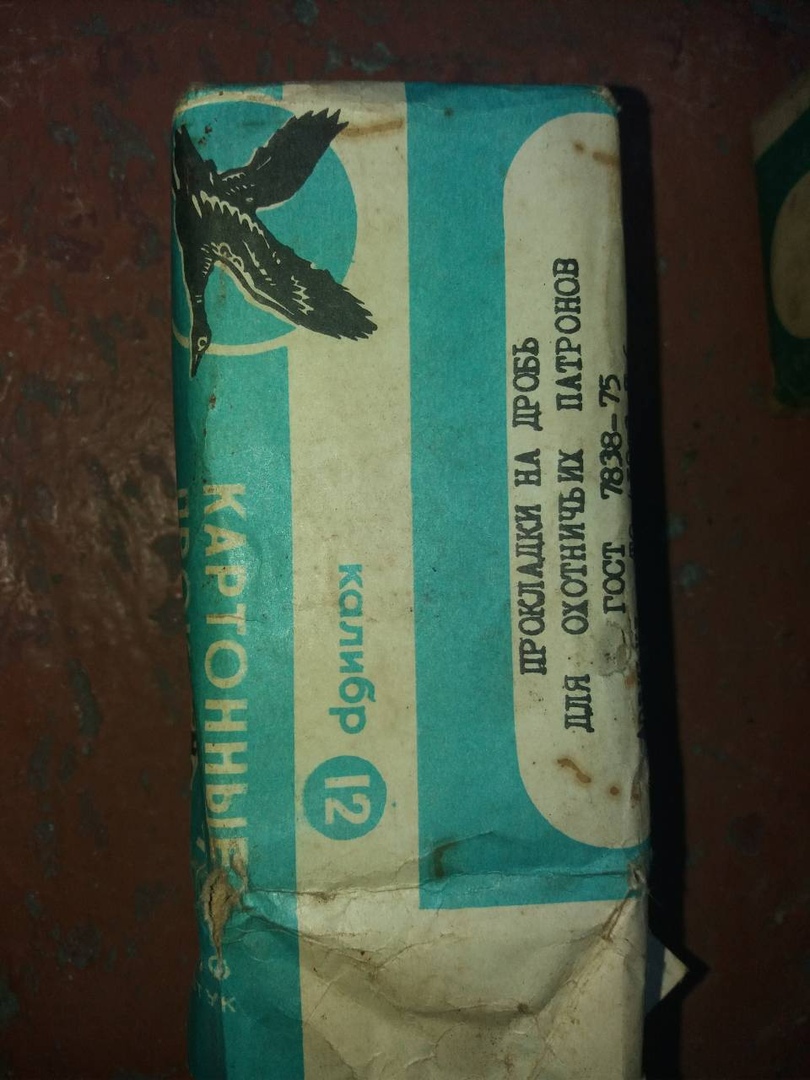 КАРТОННЫЕ
калибр 12
ПРОКЛАДКИ НА ДРОБЬ
ДЛЯ ОХОТНИЧЬИХ ПАТРОНОВ
ГОСТ 7838-75